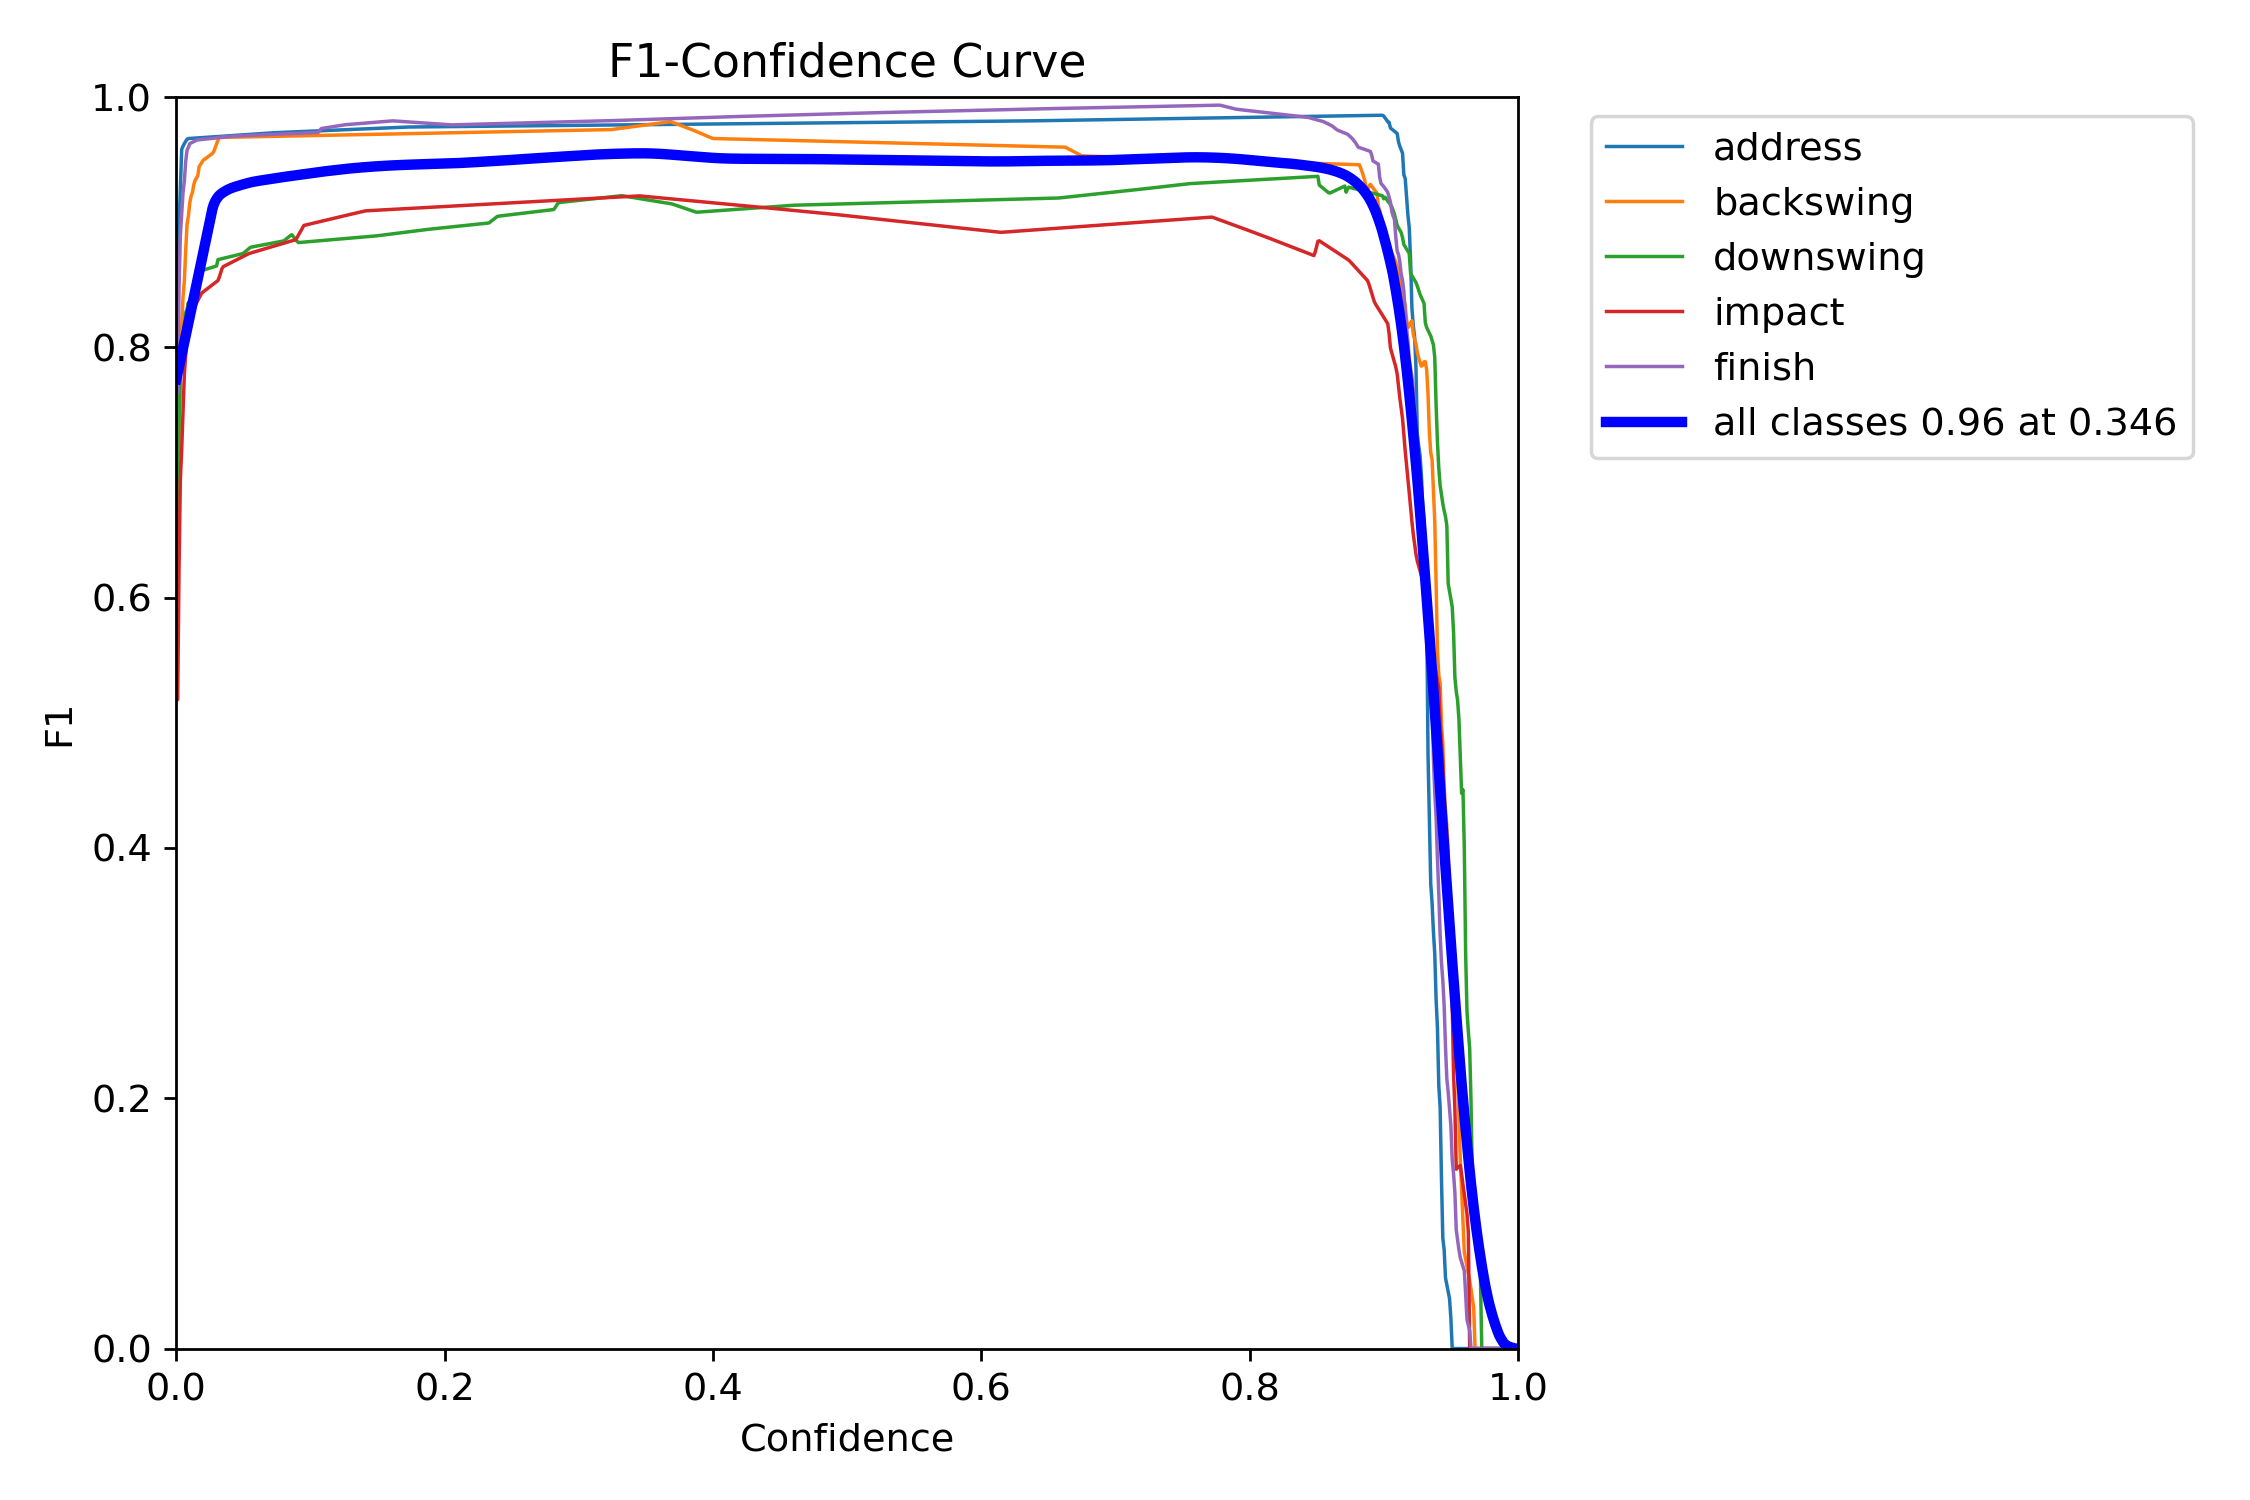 F1-Confidence Curve
1.0
0.8
0.6
0.4
0.2
0.0
F1
0.0 0.2 0.4 0.6 0.8 1.0
Confidence
address
backswing
downswing
impact
finish
all classes 0.96 at 0.346